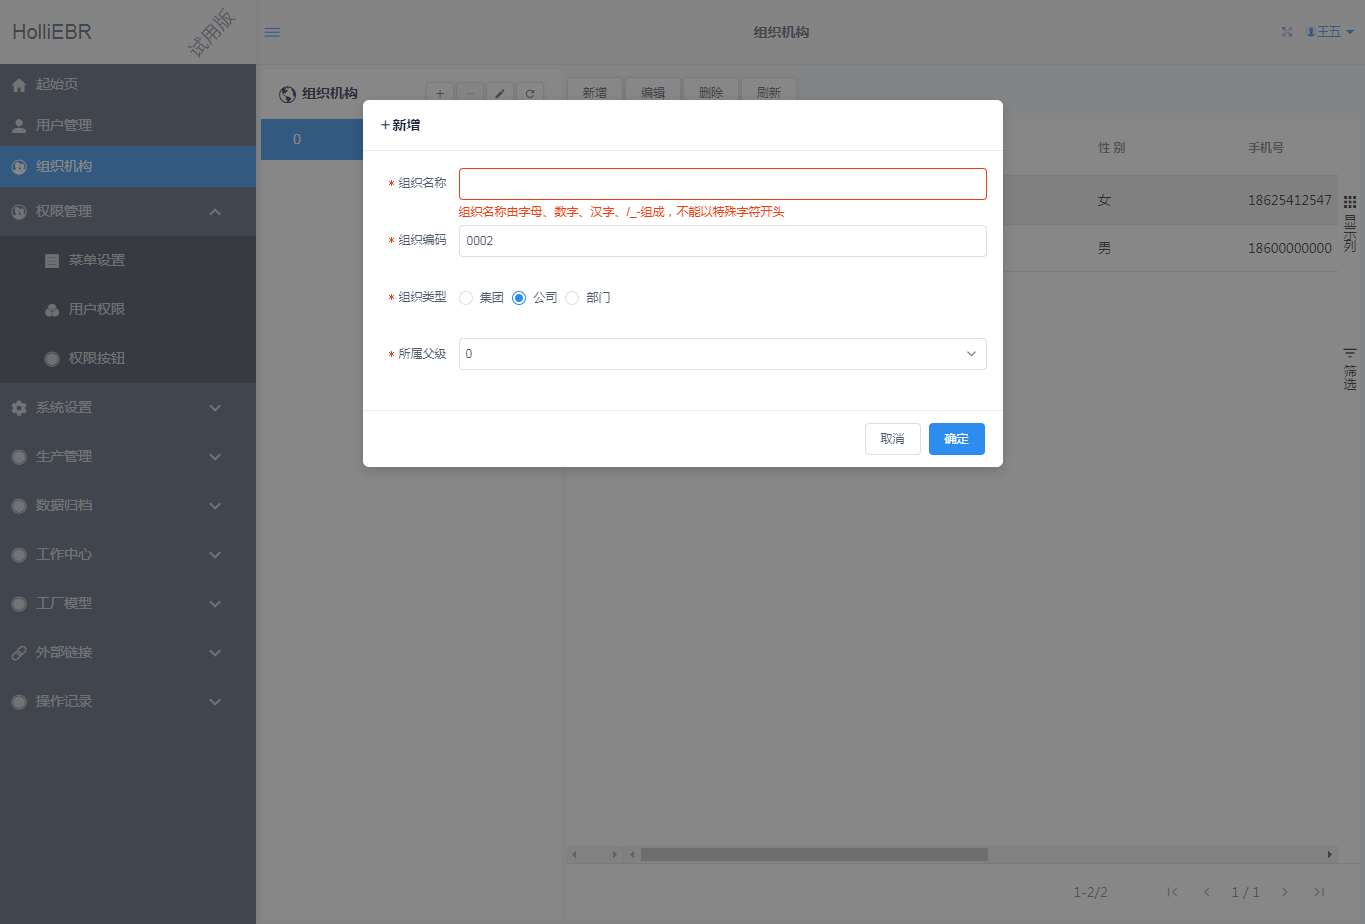 HolliEBR
试用版
组织机构
王五
起始页
用户管理
组织机构
权限管理
菜单设置
用户权限
权限按钮
系统设置
生产管理
数据归档
工作中心
工厂模型
外部链接
操作记录
组织机构
0
新增 编辑 删除 刷新
性别 手机号
女 18625412547
男 18600000000
显示列
筛选
+新增
* 组织名称
组织名称由字母、数字、汉字、/_-组成，不能以特殊字符开头
* 组织编码 0002
* 组织类型 集团 公司 部门
* 所属父级 0
取消 确定
1-2/2 1 / 1